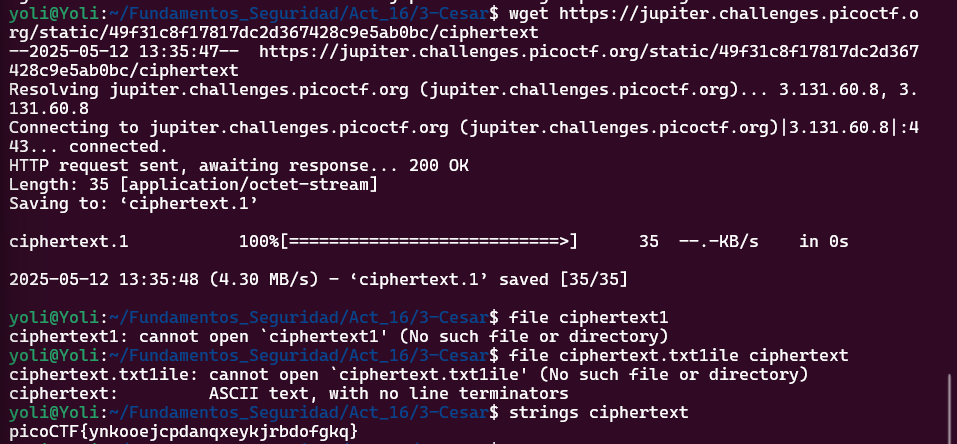 yoli@Yoli:~/Fundamentos_Seguridad/Act_16/3-Cesar$ wget https://jupiter.challenges.picoctf.o
rg/static/49f31c8f17817dc2d367428c9e5ab0bc/ciphertext
--2025-05-12 13:35:47--  https://jupiter.challenges.picoctf.org/static/49f31c8f17817dc2d367
428c9e5ab0bc/ciphertext
Resolving jupiter.challenges.picoctf.org (jupiter.challenges.picoctf.org)... 3.131.60.8, 3.
131.60.8
Connecting to jupiter.challenges.picoctf.org (jupiter.challenges.picoctf.org)|3.131.60.8|:4
43... connected.
HTTP request sent, awaiting response... 200 OK
Length: 35 [application/octet-stream]
Saving to: ‘ciphertext.1’
ciphertext.1           100%[===========================>]      35  --.-KB/s    in 0s
2025-05-12 13:35:48 (4.30 MB/s) - ‘ciphertext.1’ saved [35/35]
yoli@Yoli:~/Fundamentos_Seguridad/Act_16/3-Cesar$ file ciphertext1
ciphertext1: cannot open `ciphertext1' (No such file or directory)
yoli@Yoli:~/Fundamentos_Seguridad/Act_16/3-Cesar$ file ciphertext.txt1ile ciphertext
ciphertext.txt1ile: cannot open `ciphertext.txt1ile' (No such file or directory)
ciphertext:         ASCII text, with no line terminators
yoli@Yoli:~/Fundamentos_Seguridad/Act_16/3-Cesar$ strings ciphertext
picoCTF{ynkooejcpdanqxeykjrbdofgkq}